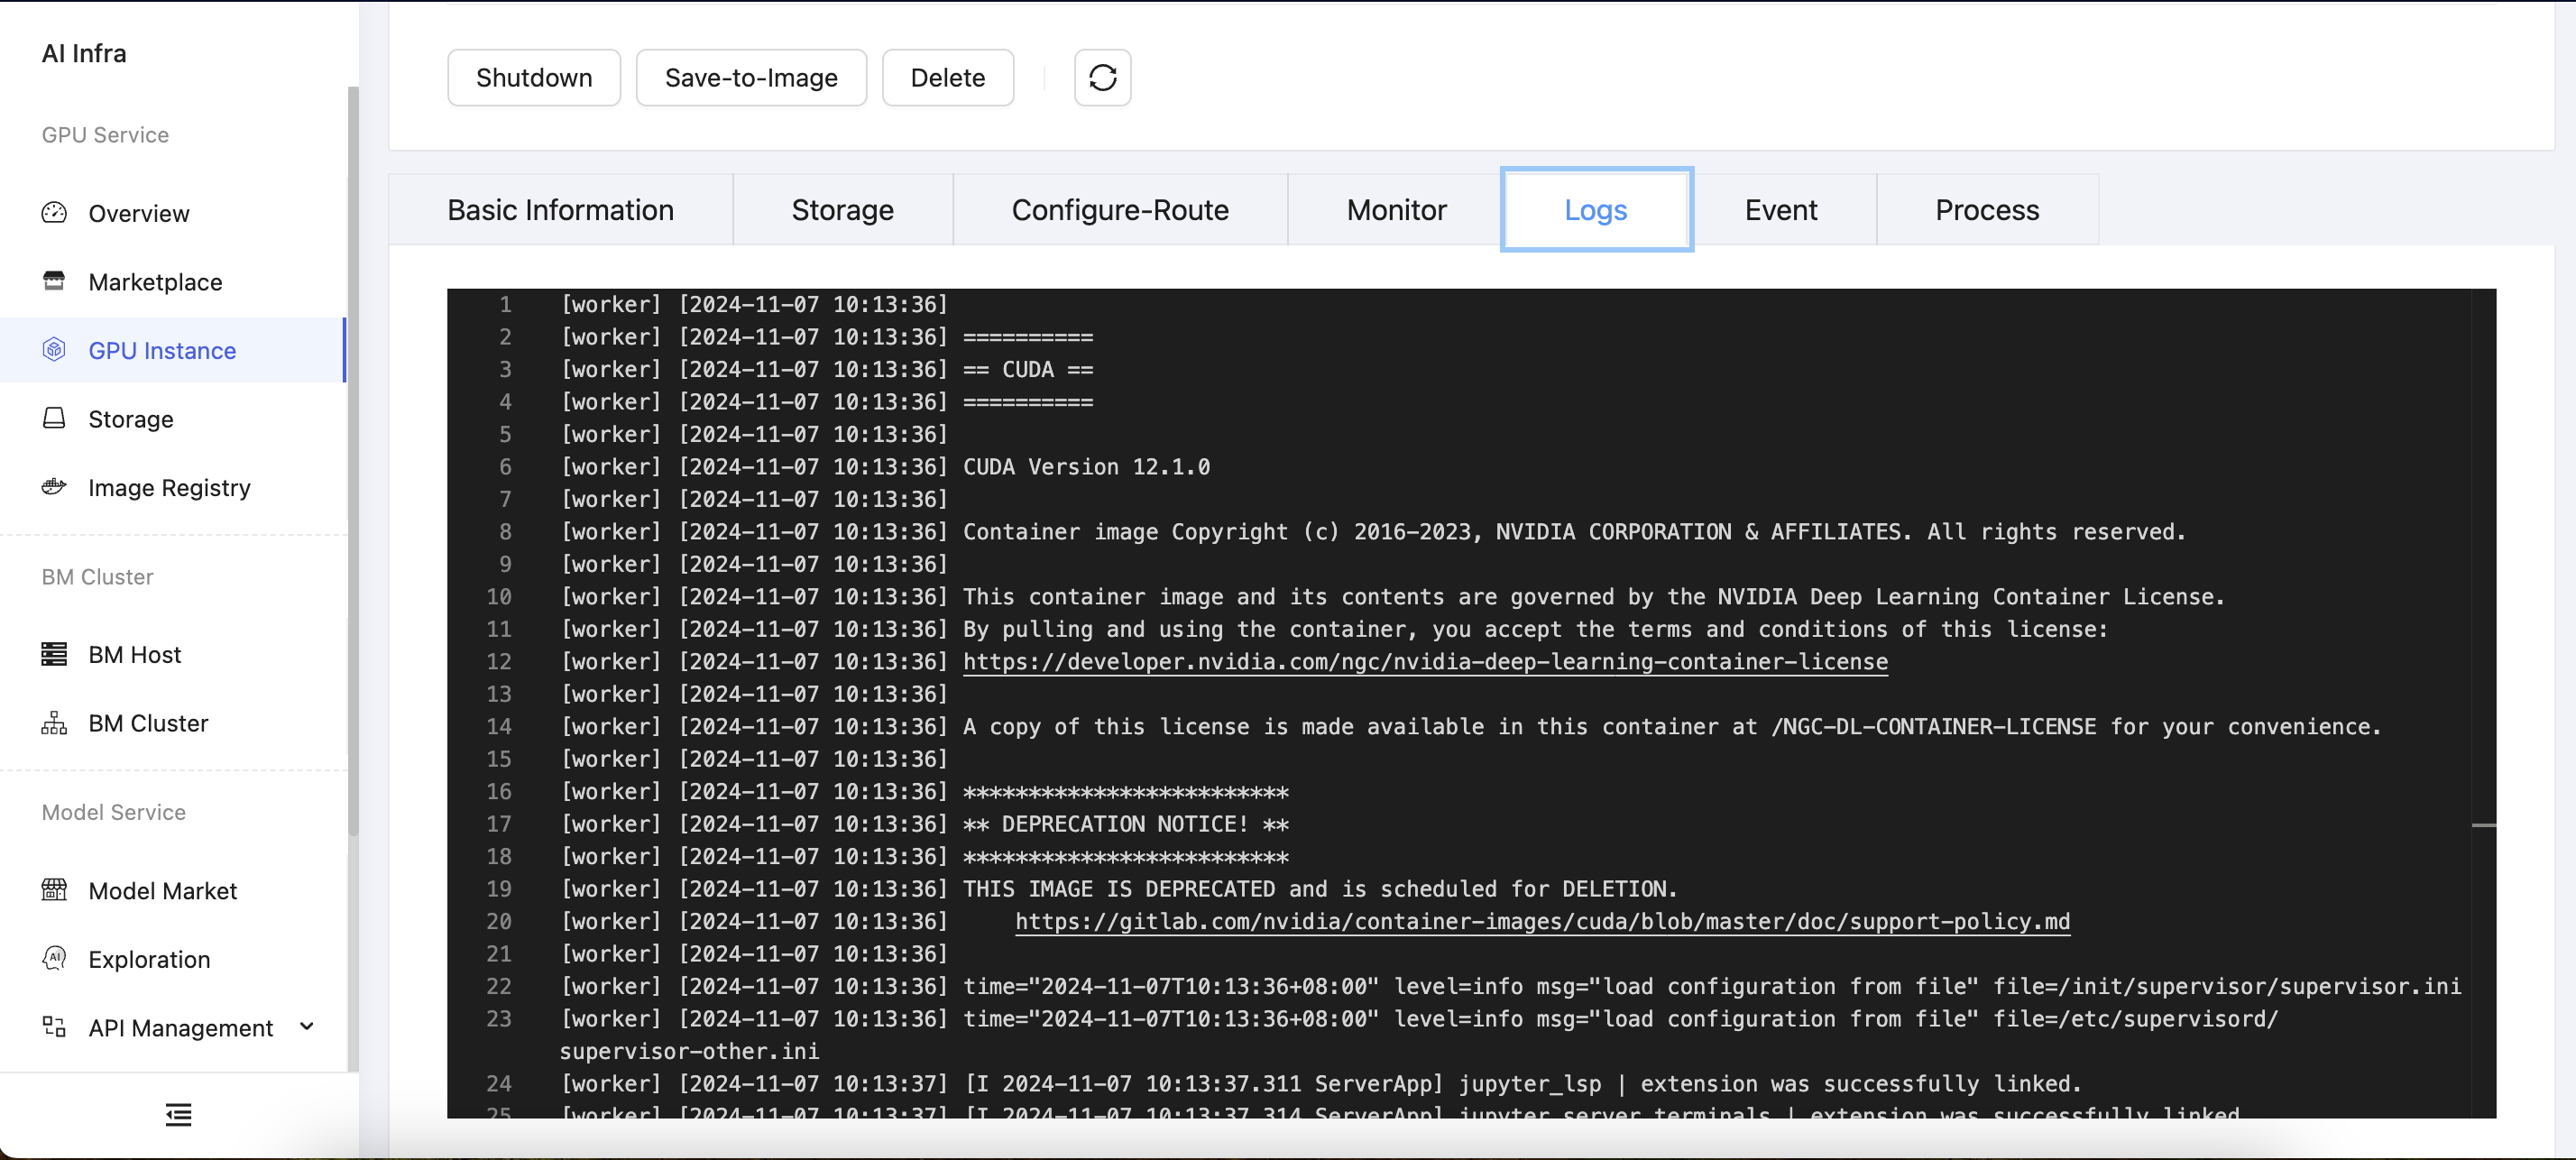 AI Infra
GPU Service
Overview
Marketplace
GPU Instance
Storage
Image Registry
BM Cluster
BM Host
BM Cluster
Model Service
Model Market
Exploration
API Management
Shutdown
Save-to-Image
Delete
Basic Information
Storage
Configure-Route
Monitor
Logs
Event
Process
1 [worker] [2024-11-07 10:13:36]
2 [worker] [2024-11-07 10:13:36] ==========
3 [worker] [2024-11-07 10:13:36] == CUDA ==
4 [worker] [2024-11-07 10:13:36] ==========
5 [worker] [2024-11-07 10:13:36]
6 [worker] [2024-11-07 10:13:36] CUDA Version 12.1.0
7 [worker] [2024-11-07 10:13:36]
8 [worker] [2024-11-07 10:13:36] Container image Copyright (c) 2016-2023, NVIDIA CORPORATION & AFFILIATES. All rights reserved.
9 [worker] [2024-11-07 10:13:36]
10 [worker] [2024-11-07 10:13:36] This container image and its contents are governed by the NVIDIA Deep Learning Container License.
11 [worker] [2024-11-07 10:13:36] By pulling and using the container, you accept the terms and conditions of this license:
12 [worker] [2024-11-07 10:13:36] https://developer.nvidia.com/ngc/nvidia-deep-learning-container-license
13 [worker] [2024-11-07 10:13:36]
14 [worker] [2024-11-07 10:13:36] A copy of this license is made available in this container at /NGC-DL-CONTAINER-LICENSE for your convenience.
15 [worker] [2024-11-07 10:13:36]
16 [worker] [2024-11-07 10:13:36] *************************
17 [worker] [2024-11-07 10:13:36] ** DEPRECATION NOTICE! **
18 [worker] [2024-11-07 10:13:36] *************************
19 [worker] [2024-11-07 10:13:36] THIS IMAGE IS DEPRECATED and is scheduled for DELETION.
20 [worker] [2024-11-07 10:13:36]     https://gitlab.com/nvidia/container-images/cuda/blob/master/doc/support-policy.md
21 [worker] [2024-11-07 10:13:36]
22 [worker] [2024-11-07 10:13:36] time="2024-11-07T10:13:36+08:00" level=info msg="load configuration from file" file=/init/supervisor/supervisor.ini
23 [worker] [2024-11-07 10:13:36] time="2024-11-07T10:13:36+08:00" level=info msg="load configuration from file" file=/etc/supervisord/
supervisor-other.ini
24 [worker] [2024-11-07 10:13:37] [I 2024-11-07 10:13:37.311 ServerApp] jupyter_lsp | extension was successfully linked.
25 [worker] [2024-11-07 10:13:37] [I 2024-11-07 10:13:37.314 ServerApp] jupyter_server_terminals | extension was successfully linked.